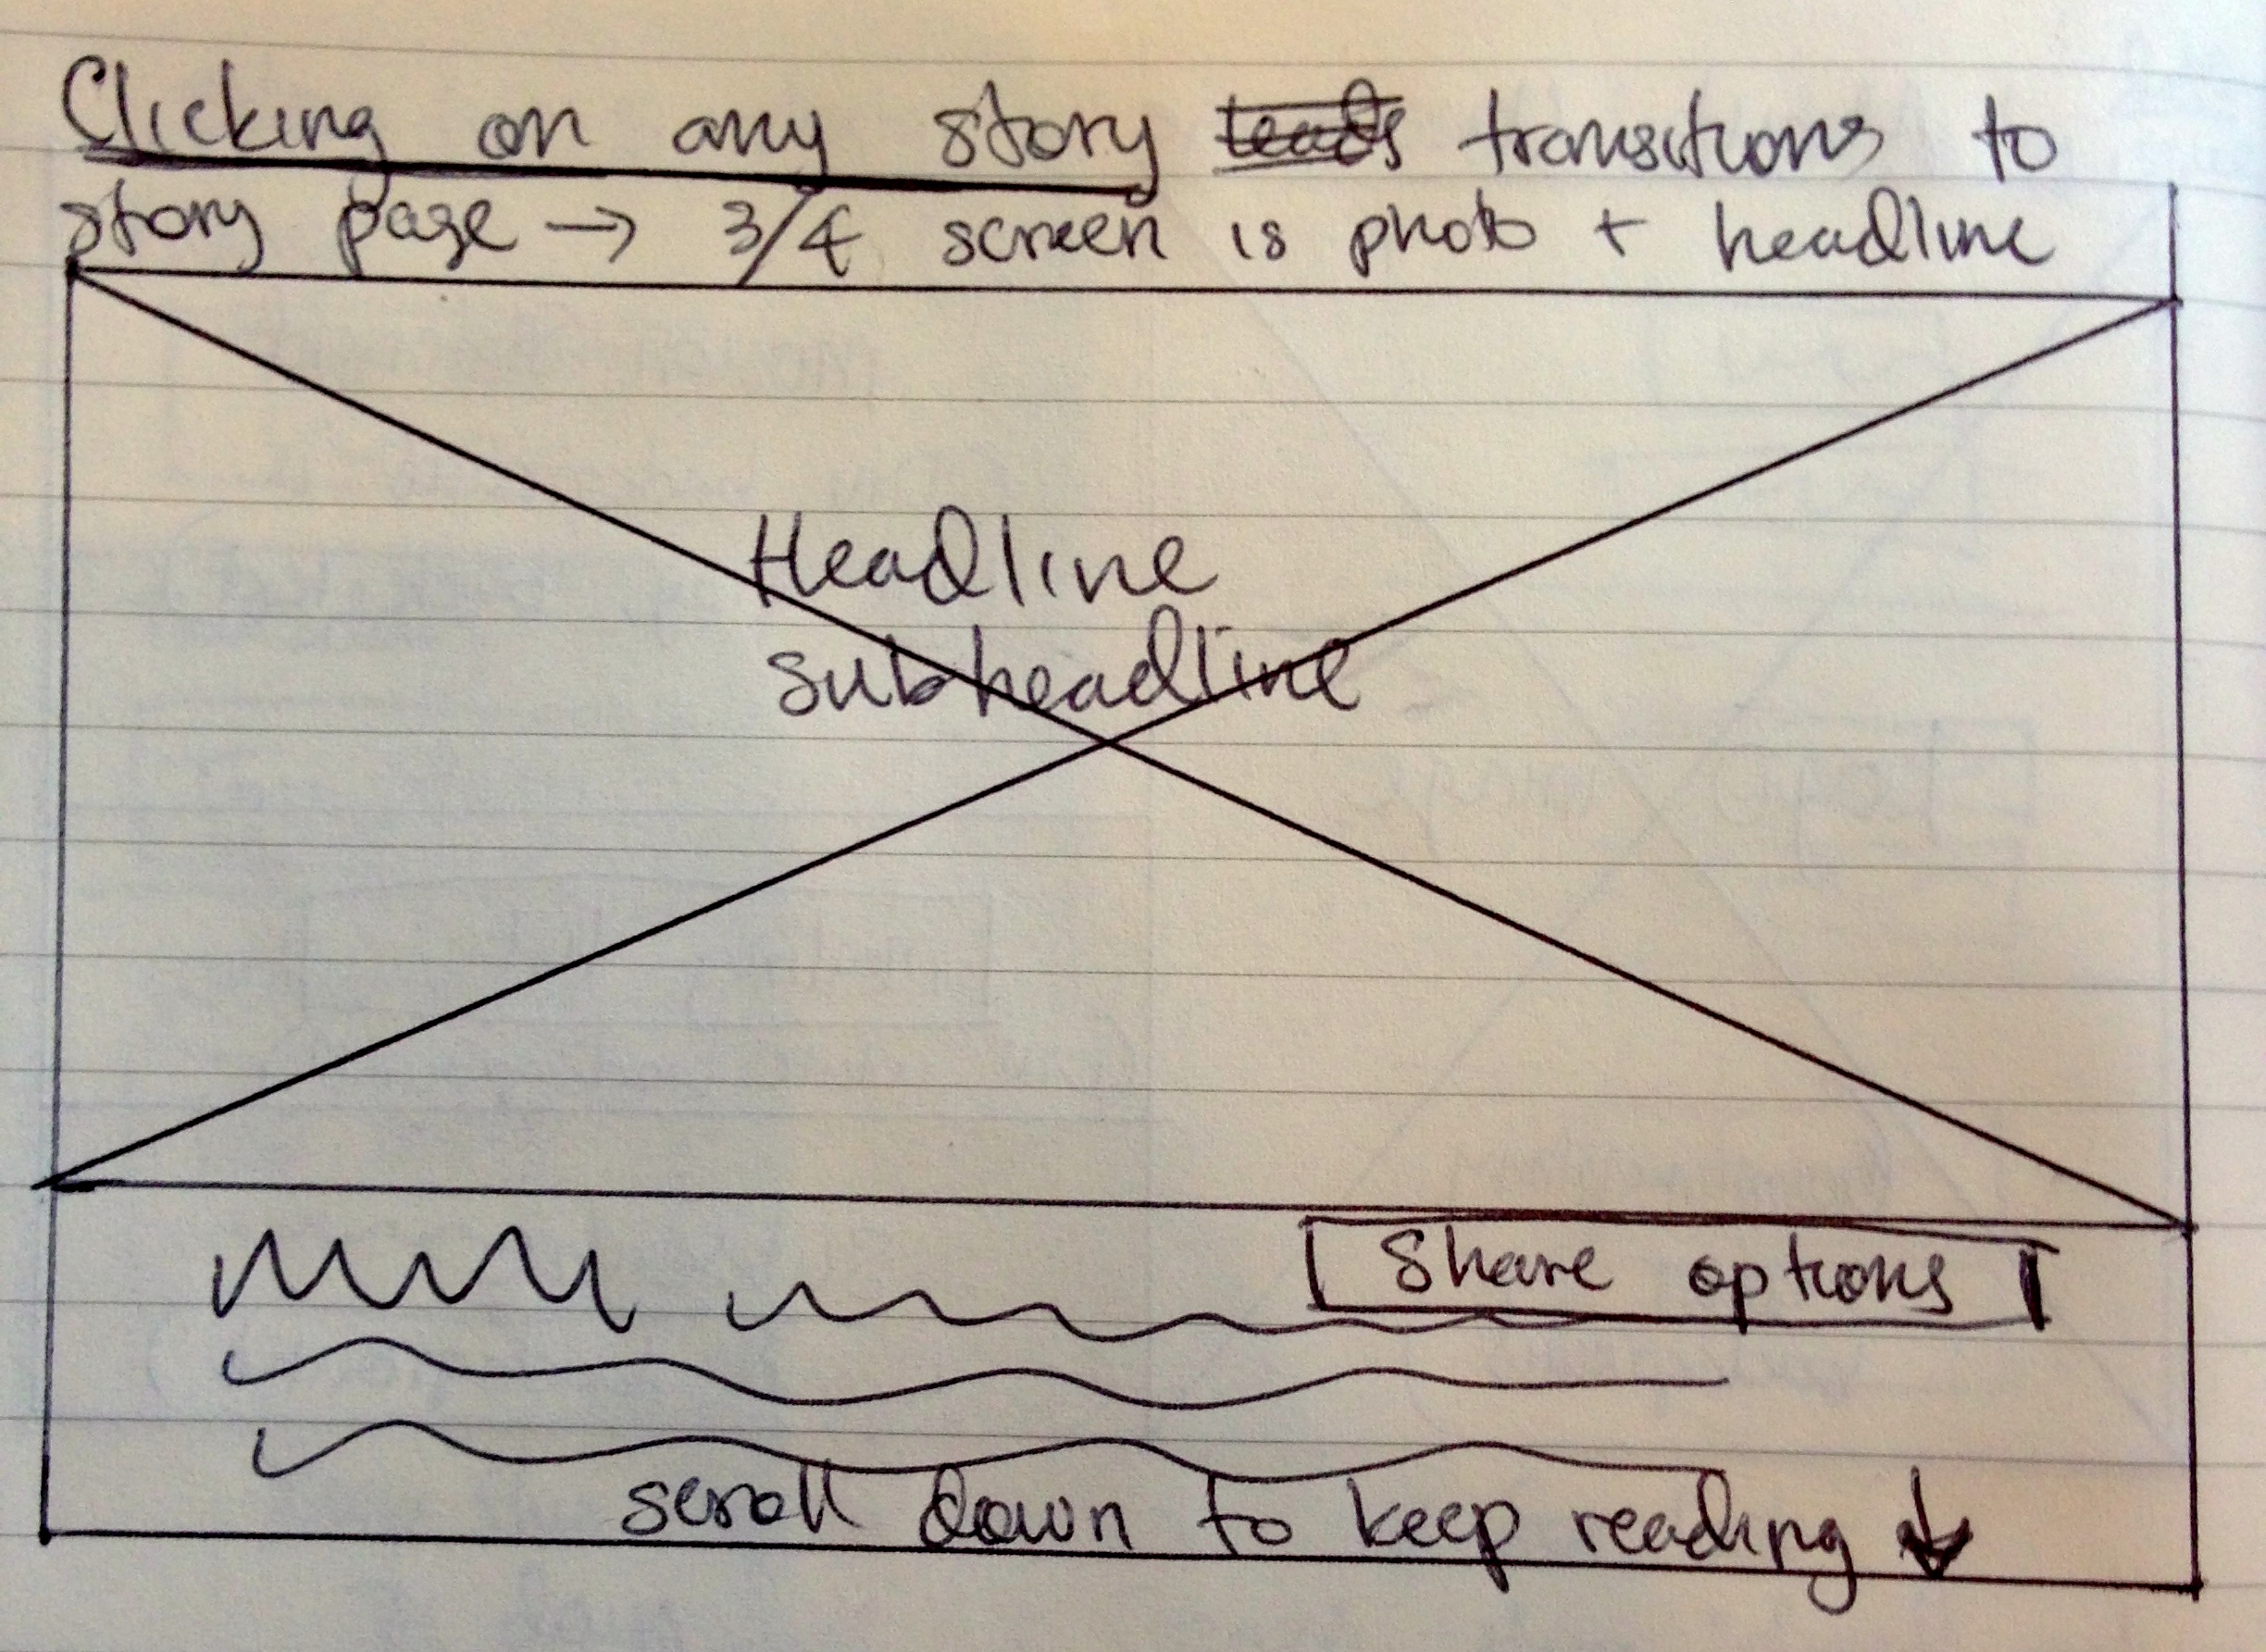 Clicking on any story leads transitions to
story page → 3/4 screen is photo + headline
Headline
subheadline
Share options
scroll down to keep reading ↓